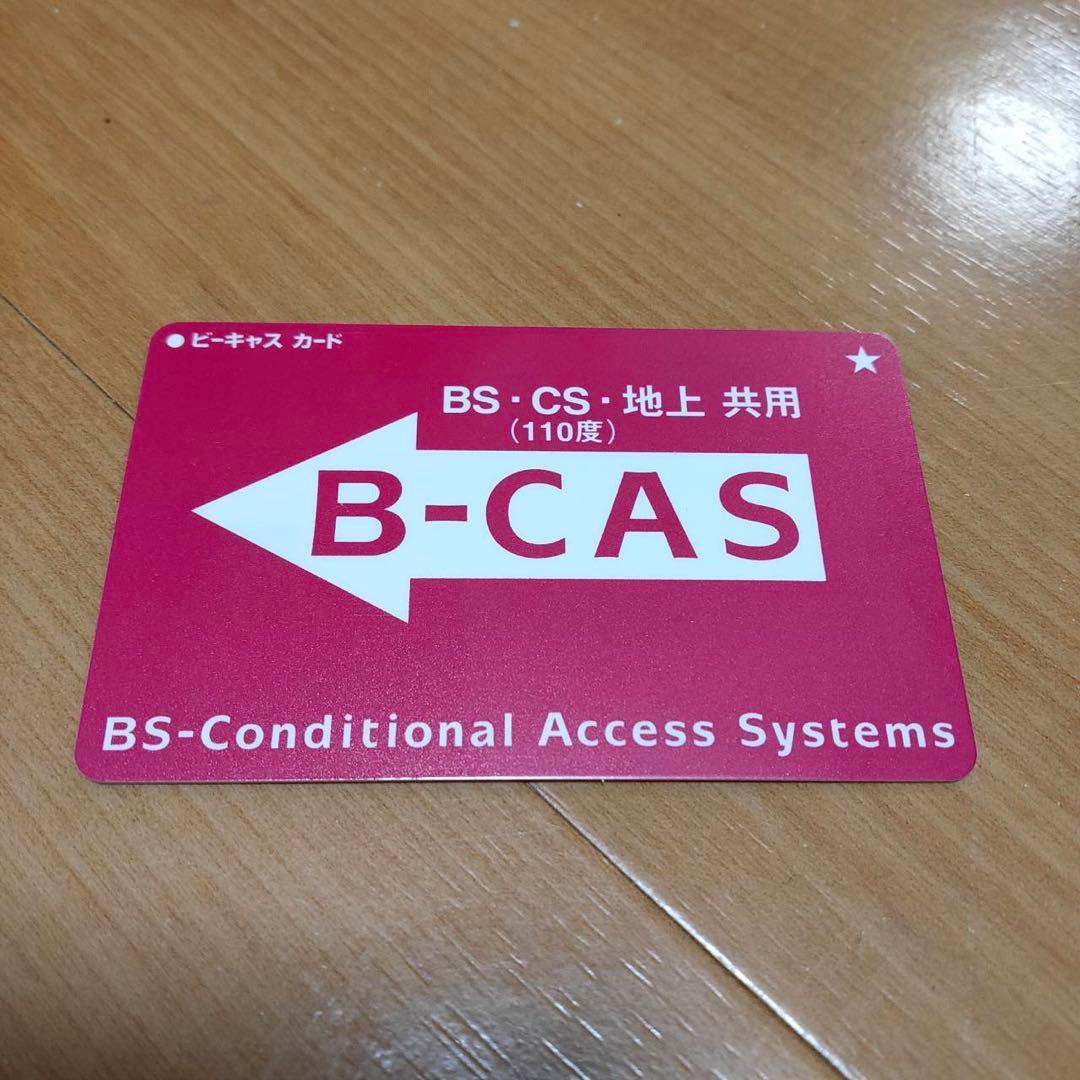 ●ビーキャス カード
★
BS・CS・地上 共用
(110度)
B-CAS
BS-Conditional Access Systems